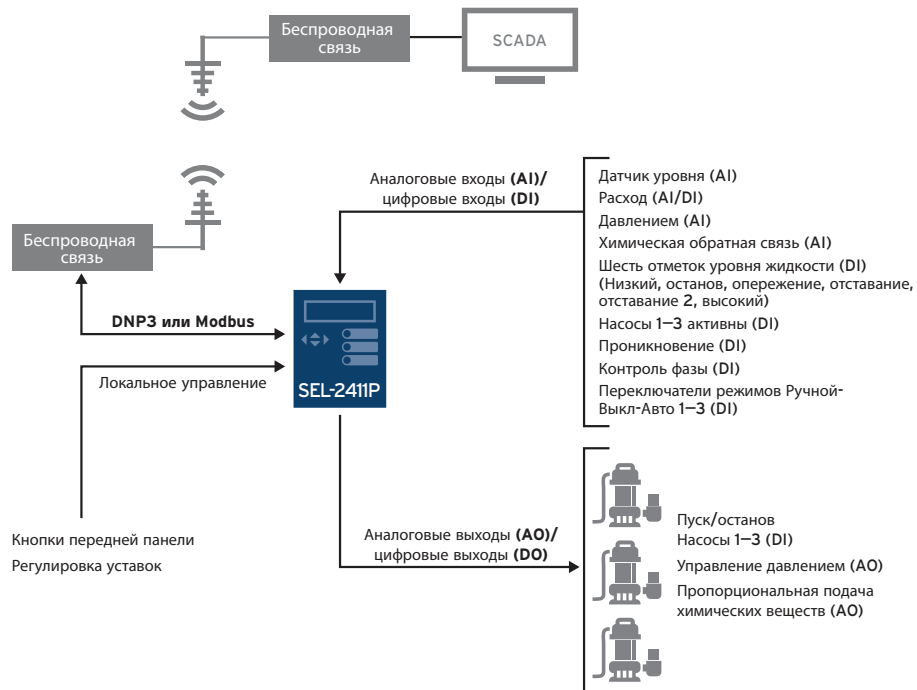 Беспроводная
связь
SCADA
Аналоговые входы (AI)/
цифровые входы (DI)
Датчик уровня (AI)
Расход (AI/DI)
Давлением (AI)
Химическая обратная связь (AI)
Шесть отметок уровня жидкости (DI)
(Низкий, останов, опережение, отставание,
отставание 2, высокий)
Насосы 1—3 активны (DI)
Проникновение (DI)
Контроль фазы (DI)
Переключатели режимов Ручной-
Выкл-Авто 1—3 (DI)
Беспроводная
связь
DNP3 или Modbus
Локальное управление
SEL-2411P
Кнопки передней панели
Регулировка уставок
Аналоговые выходы (AO)/
цифровые выходы (DO)
Пуск/останов
Насосы 1—3 (DI)
Управление давлением (AO)
Пропорциональная подача
химических веществ (AO)